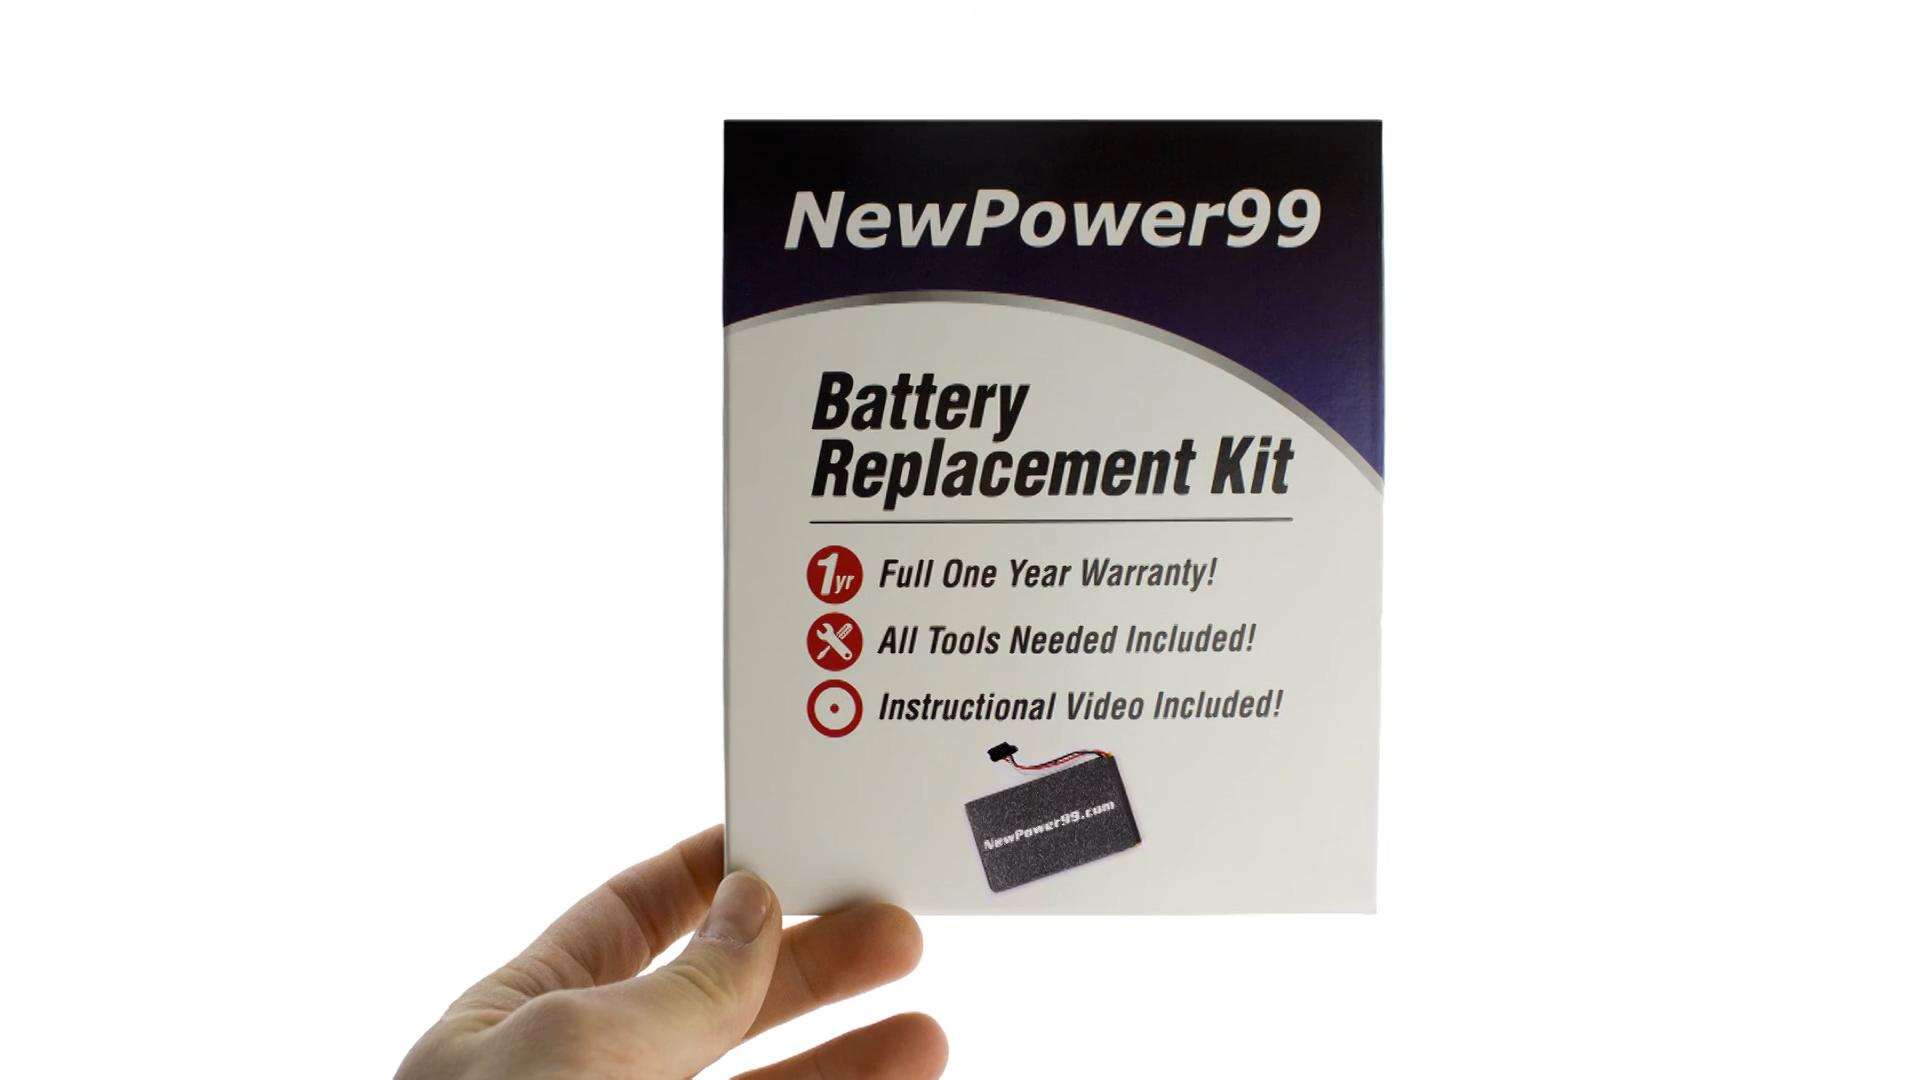 NewPower99
Battery
Replacement Kit
1yr Full One Year Warranty!
All Tools Needed Included!
Instructional Video Included!
NewPower99.com